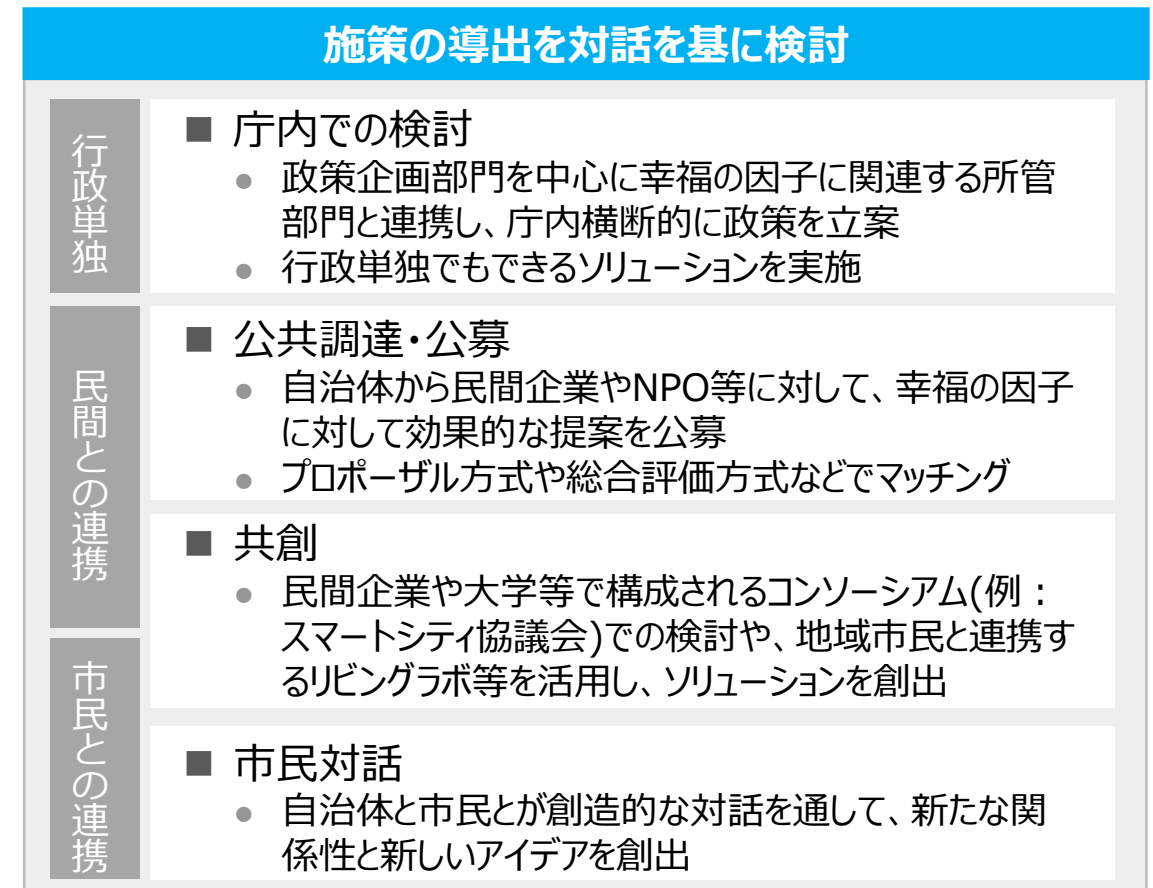 施策の導出を対話を基に検討
行政単独
■ 庁内での検討
● 政策企画部門を中心に幸福の因子に関連する所管
部門と連携し、庁内横断的に政策を立案
● 行政単独でもできるソリューションを実施
民間との連携
■ 公共調達・公募
● 自治体から民間企業やNPO等に対して、幸福の因子
に対して効果的な提案を公募
● プロポーザル方式や総合評価方式などでマッチング
■ 共創
● 民間企業や大学等で構成されるコンソーシアム(例：
スマートシティ協議会)での検討や、地域市民と連携す
るリビングラボ等を活用し、ソリューションを創出
市民との連携
■ 市民対話
● 自治体と市民とが創造的な対話を通して、新たな関
係性と新しいアイデアを創出